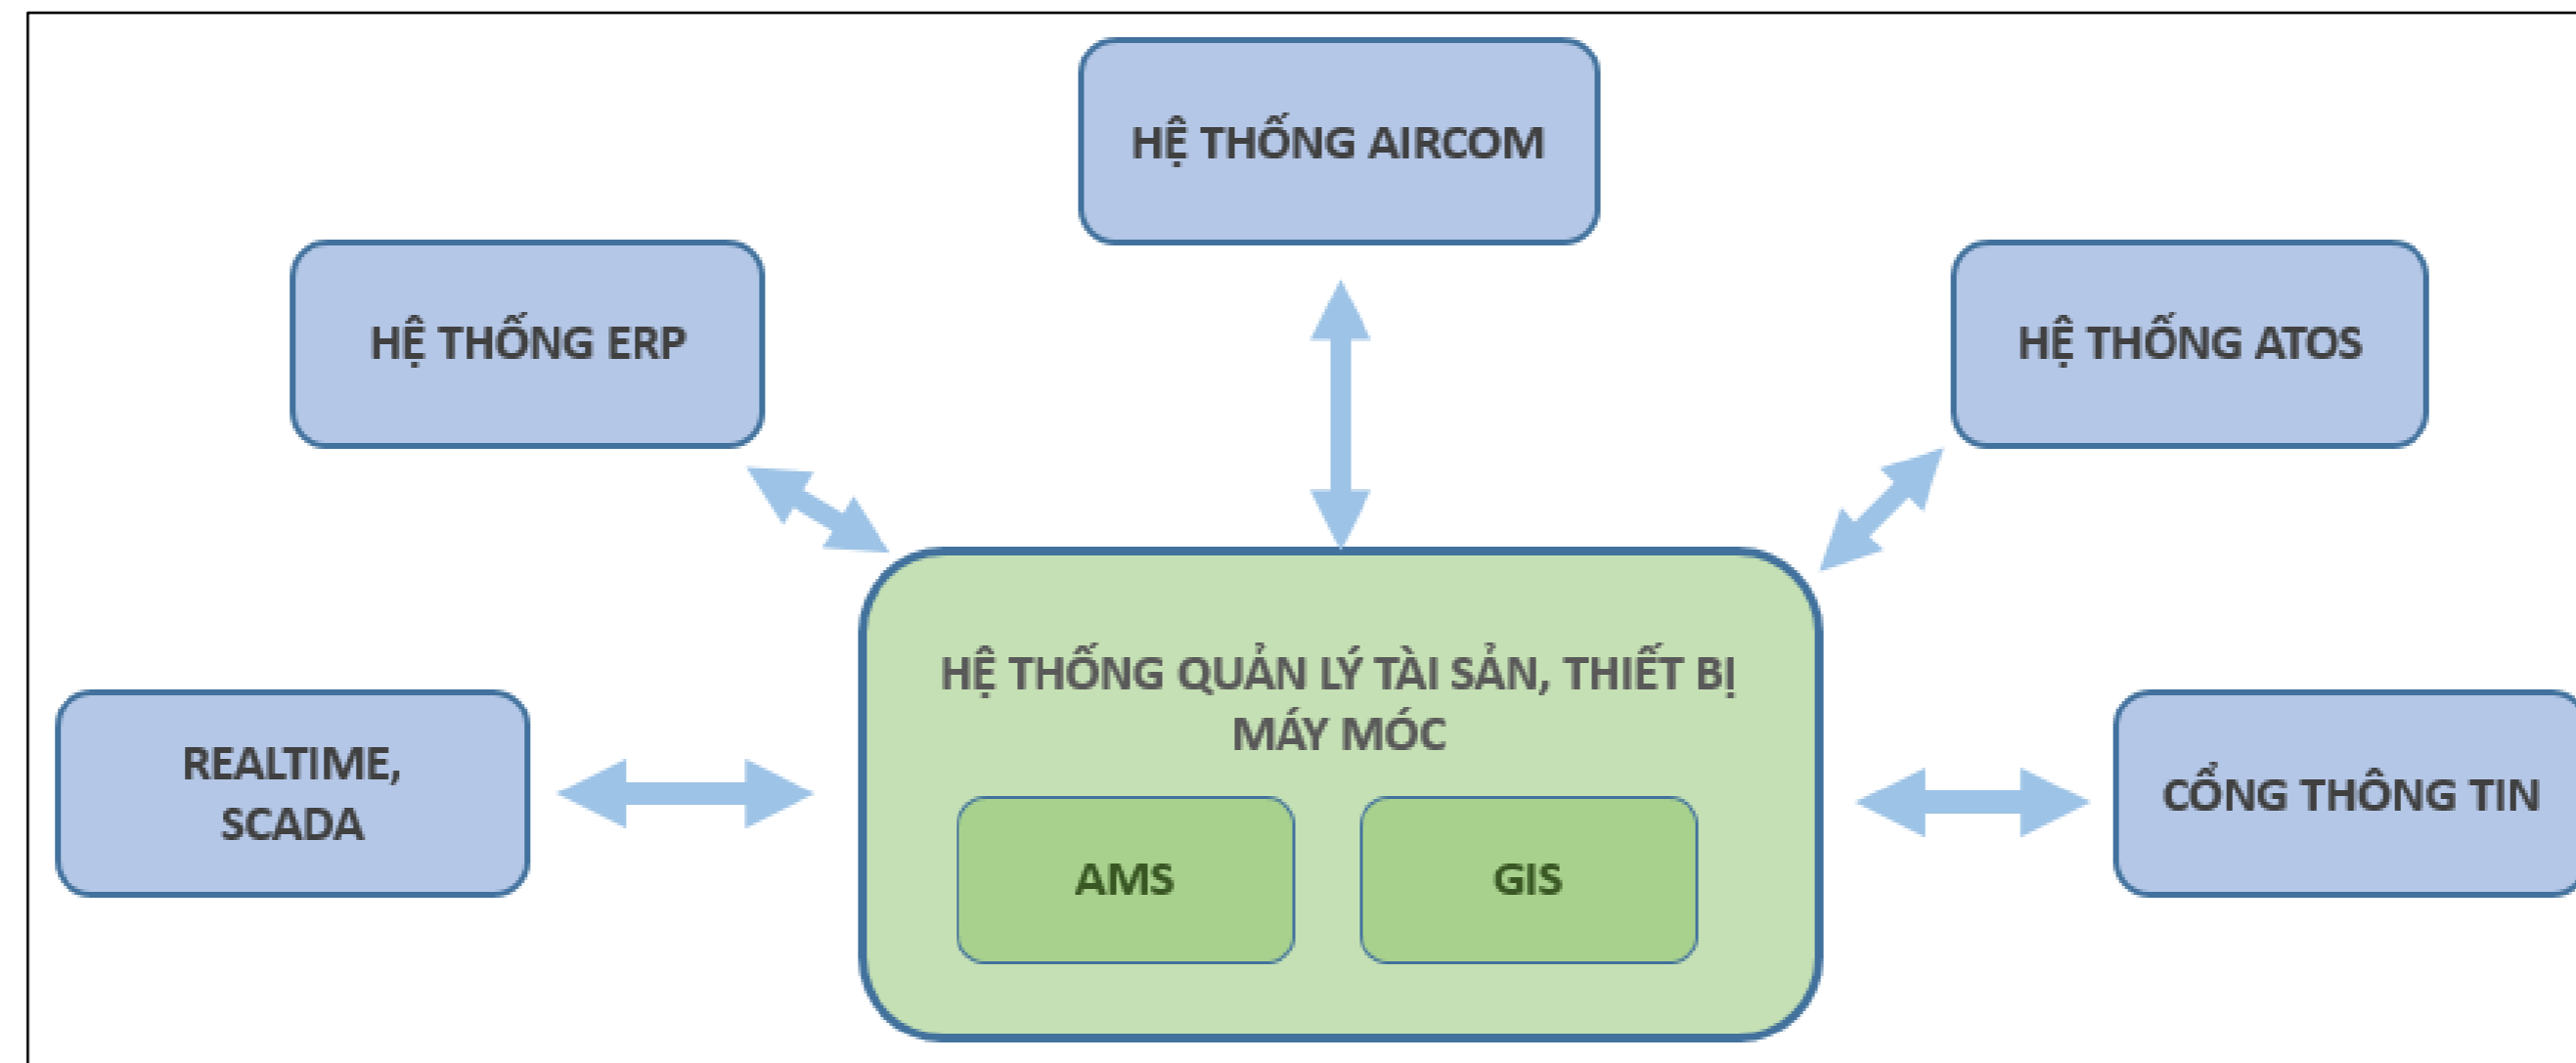 HỆ THỐNG AIRCOM
HỆ THỐNG ERP
HỆ THỐNG ATOS
HỆ THỐNG QUẢN LÝ TÀI SẢN, THIẾT BỊ
MÁY MÓC
REALTIME,
SCADA
CỔNG THÔNG TIN
AMS
GIS